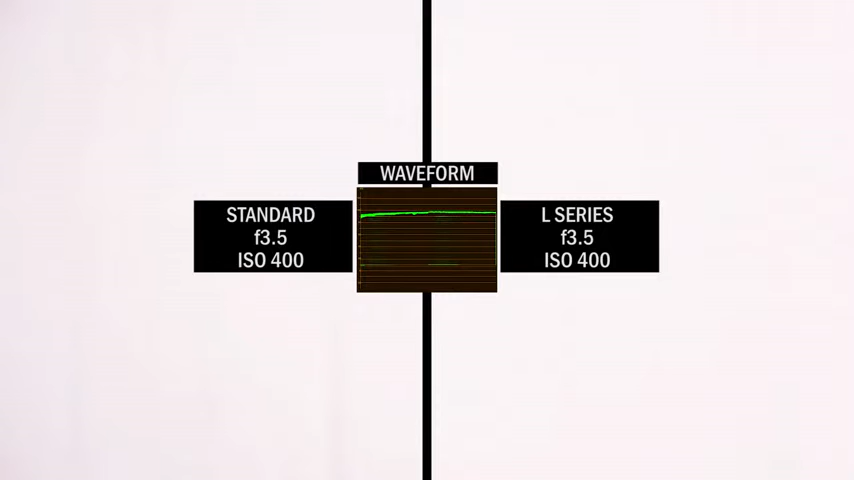 WAVEFORM
STANDARD
f3.5
ISO 400
L SERIES
f3.5
ISO 400